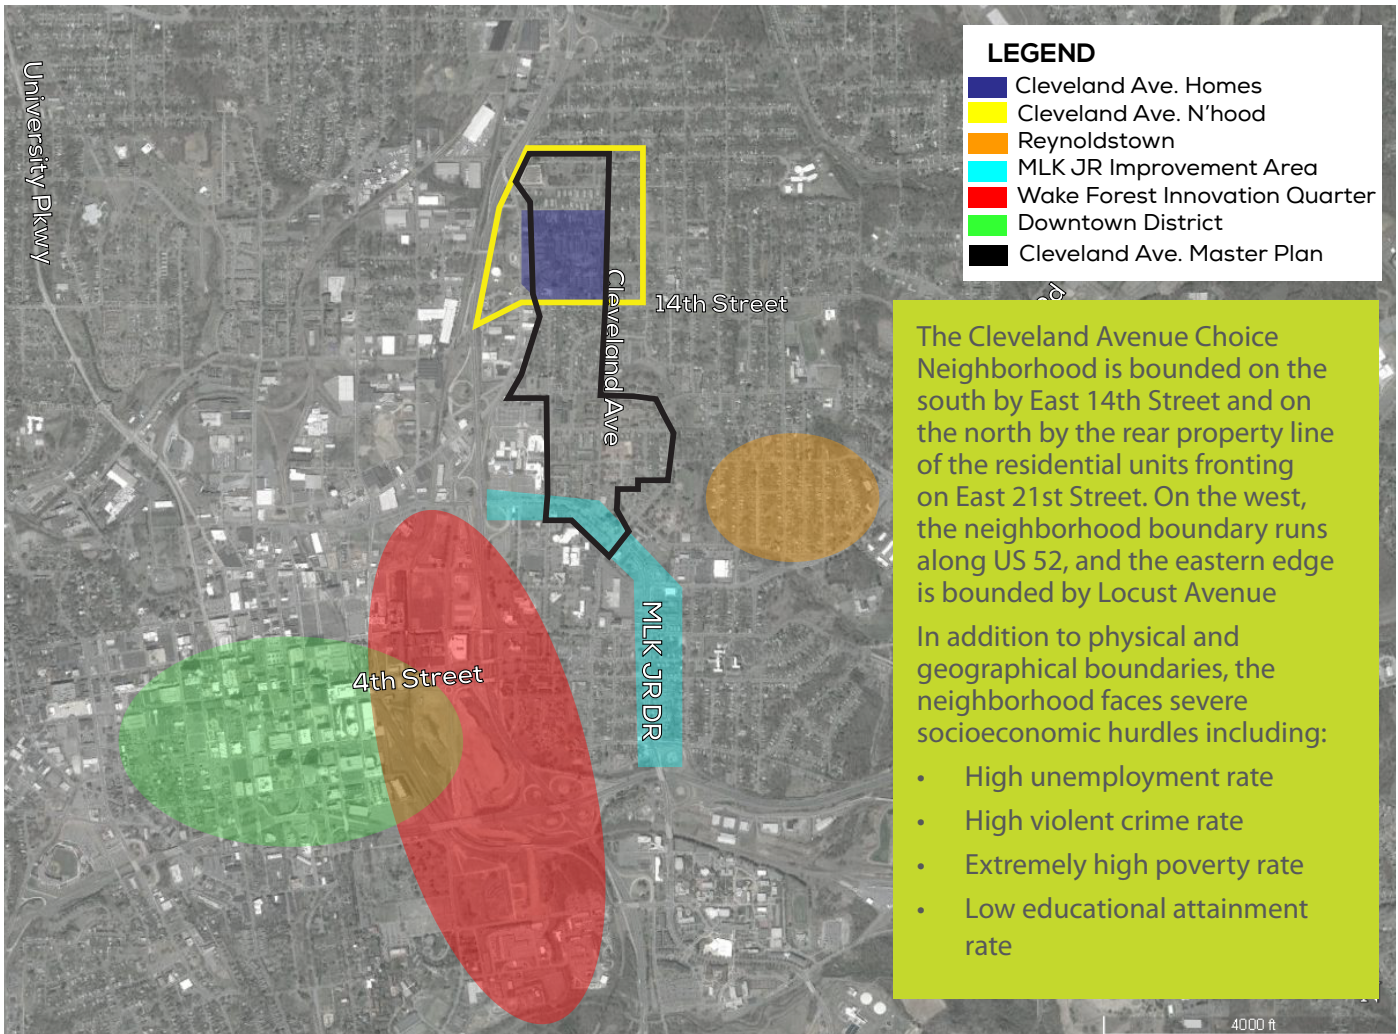 LEGEND
Cleveland Ave. Homes
Cleveland Ave. N'hood
Reynoldstown
MLK JR Improvement Area
Wake Forest Innovation Quarter
Downtown District
Cleveland Ave. Master Plan
University Pkwy
Cleveland Ave
14th Street
MLK JR DR
4th Street
The Cleveland Avenue Choice
Neighborhood is bounded on the
south by East 14th Street and on
the north by the rear property line
of the residential units fronting
on East 21st Street. On the west,
the neighborhood boundary runs
along US 52, and the eastern edge
is bounded by Locust Avenue
In addition to physical and
geographical boundaries, the
neighborhood faces severe
socioeconomic hurdles including:
• High unemployment rate
• High violent crime rate
• Extremely high poverty rate
• Low educational attainment
rate
4000 ft